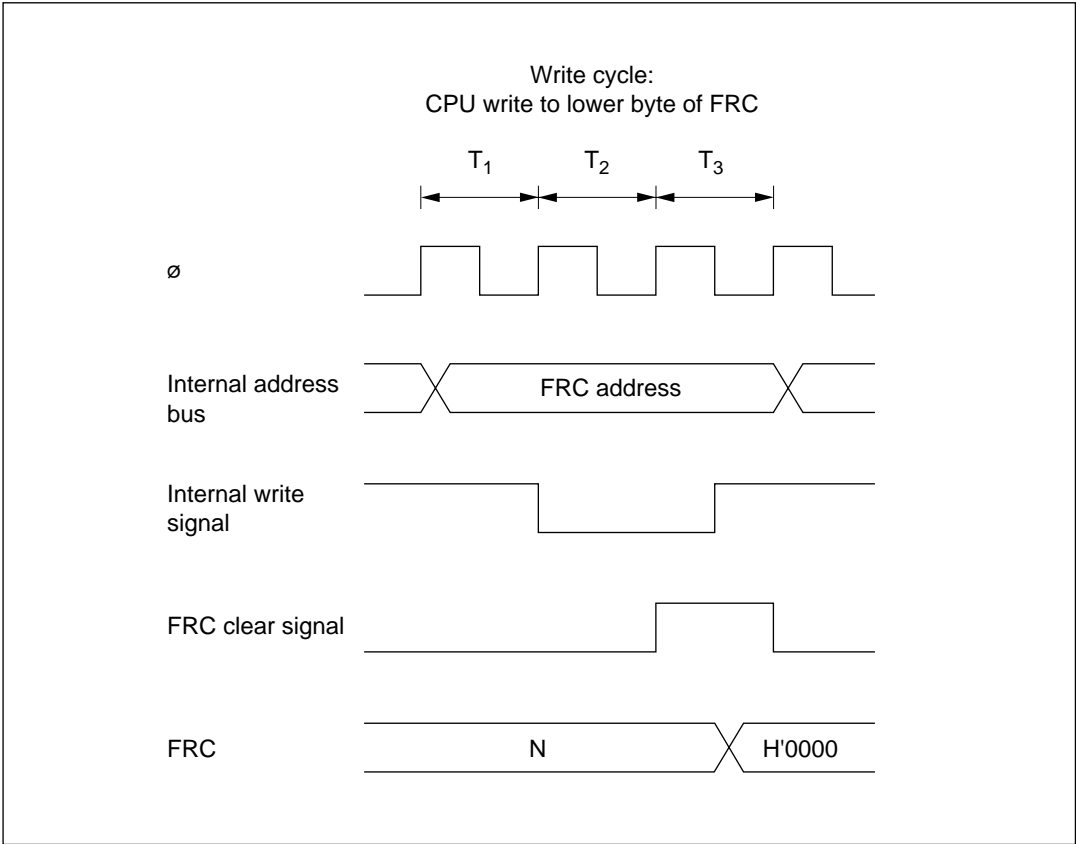 Write cycle:
CPU write to lower byte of FRC
T1 T2 T3
ø
Internal address
bus
FRC address
Internal write
signal
FRC clear signal
FRC
N
H'0000